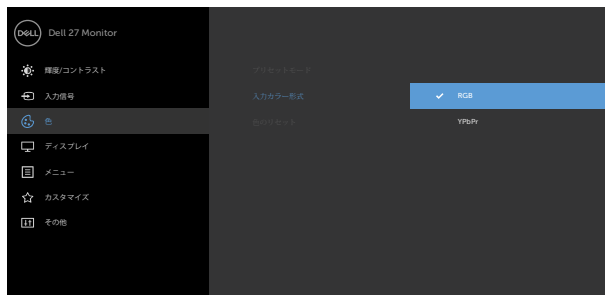 DELL
Dell 27 Monitor
輝度/コントラスト
入力信号
色
ディスプレイ
メニュー
カスタマイズ
その他
プリセットモード
入力カラー形式
色のリセット
RGB
YPbPr